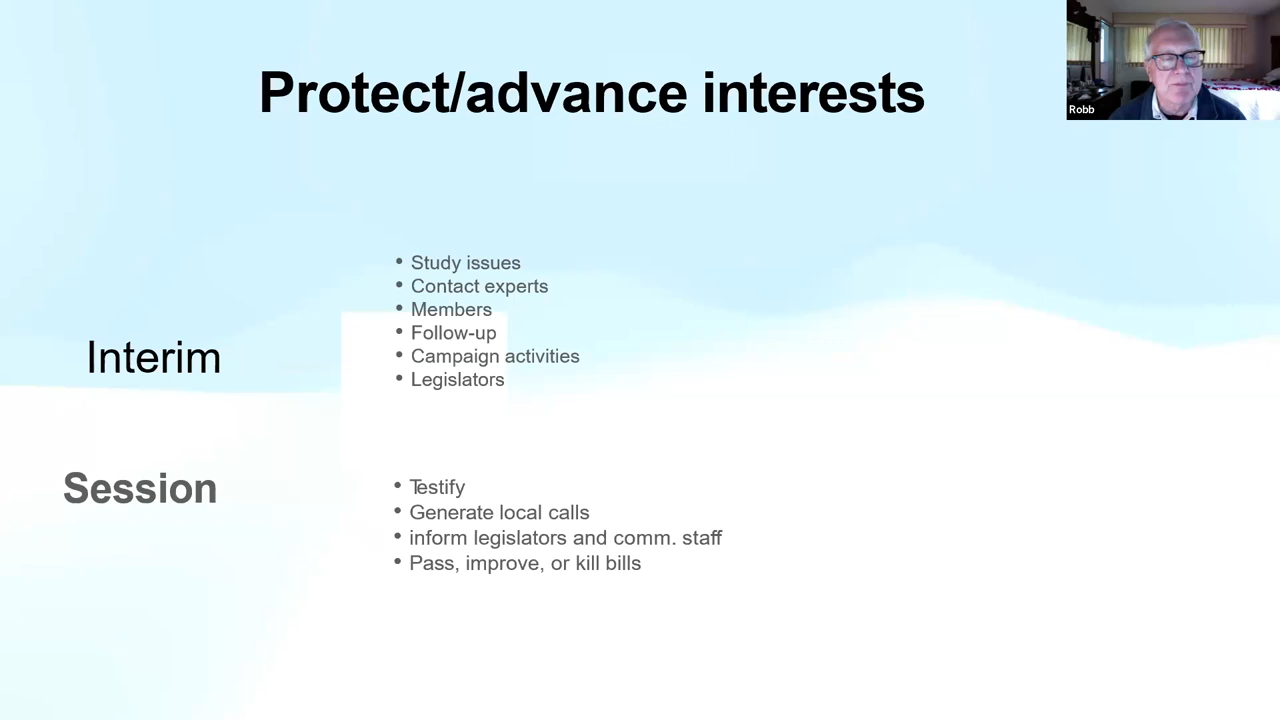 Protect/advance interests
Robb
Interim
• Study issues
• Contact experts
• Members
• Follow-up
• Campaign activities
• Legislators
Session
• Testify
• Generate local calls
• inform legislators and comm. staff
• Pass, improve, or kill bills